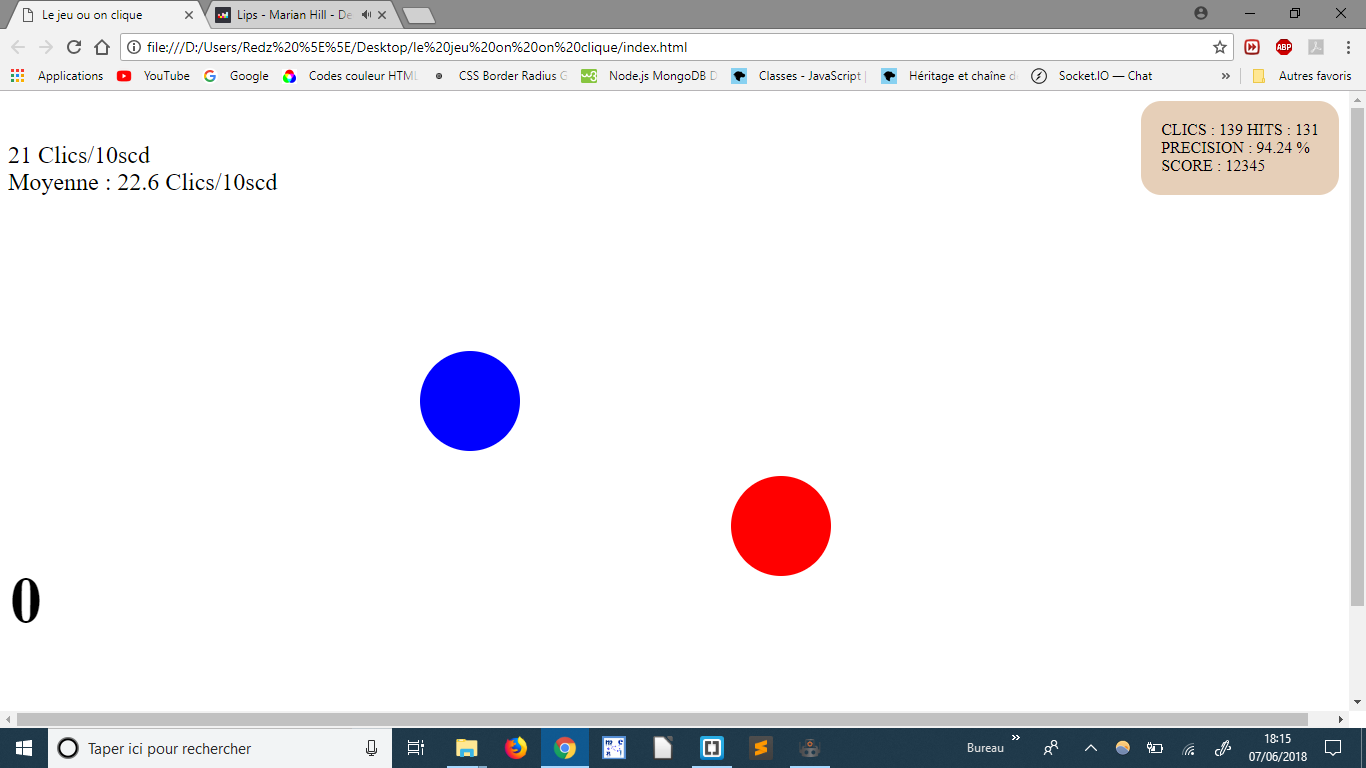 Le jeu ou on clique
Lips - Marian Hill - De
file:///D:/Users/Redz%20%5E%5E/Desktop/le%20jeu%20on%20on%20clique/index.html
ABP
Applications YouTube Google Codes couleur HTML CSS Border Radius G Node.js MongoDB D Classes - JavaScript Héritage et chaîne d Socket.IO — Chat » Autres favoris
CLICS : 139 HITS : 131
PRECISION : 94.24 %
SCORE : 12345
21 Clics/10scd
Moyenne : 22.6 Clics/10scd
0
Taper ici pour rechercher
Bureau »
18:15
07/06/2018